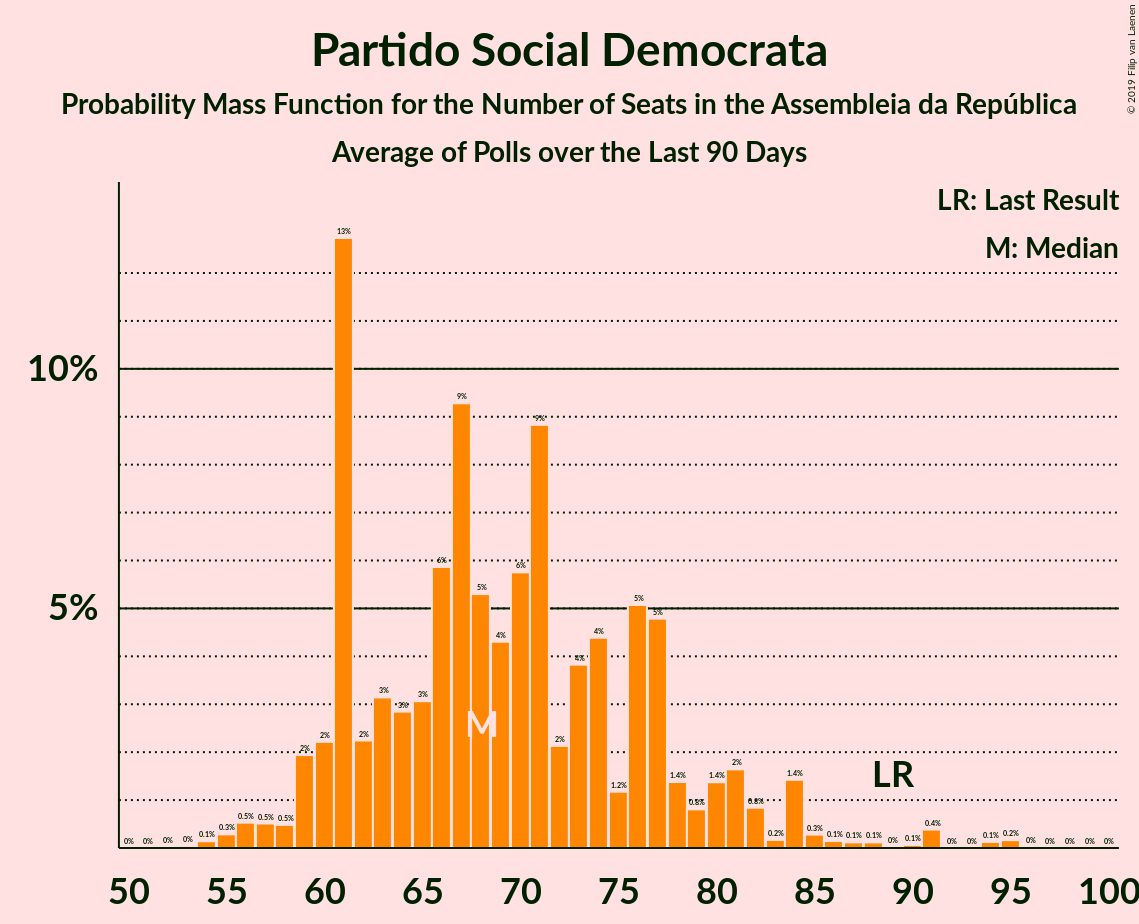 Partido Social Democrata
Probability Mass Function for the Number of Seats in the Assembleia da República
Average of Polls over the Last 90 Days
© 2019 Filip van Laenen
LR: Last Result
M: Median
10%
5%
0% 0% 0% 0% 0.1% 0.3% 0.5% 0.5% 0.5% 2% 2% 13% 2% 3% 3% 3% 6% 9% 5% 4% 6% 9% 2% 4% 4% 1.2% 5% 5% 1.4% 0.8% 1.4% 2% 0.8% 0.2% 1.4% 0.3% 0.1% 0.1% 0.1% 0% 0.1% 0.4% 0% 0% 0.1% 0.2% 0% 0% 0% 0% 0%
M
LR
50 55 60 65 70 75 80 85 90 95 100